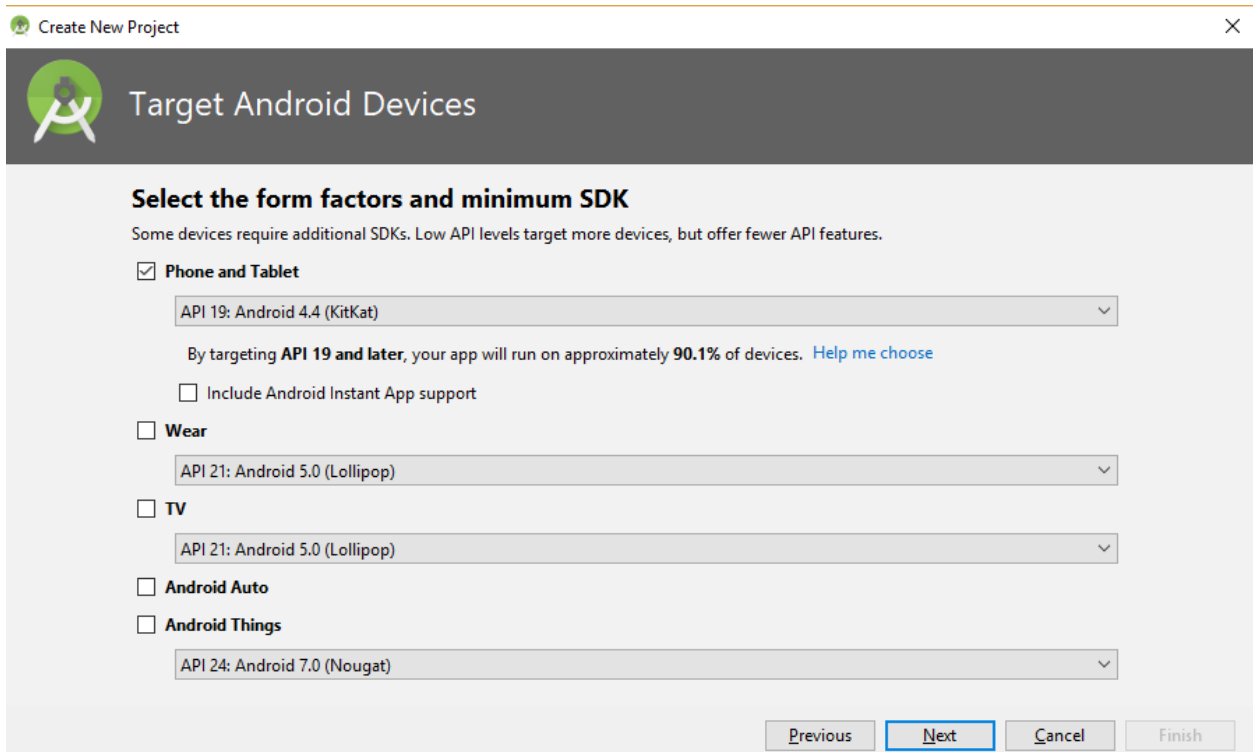 Create New Project
Target Android Devices
Select the form factors and minimum SDK
Some devices require additional SDKs. Low API levels target more devices, but offer fewer API features.
Phone and Tablet
API 19: Android 4.4 (KitKat)
By targeting API 19 and later, your app will run on approximately 90.1% of devices. Help me choose
Include Android Instant App support
Wear
API 21: Android 5.0 (Lollipop)
TV
API 21: Android 5.0 (Lollipop)
Android Auto
Android Things
API 24: Android 7.0 (Nougat)
Previous Next Cancel Finish